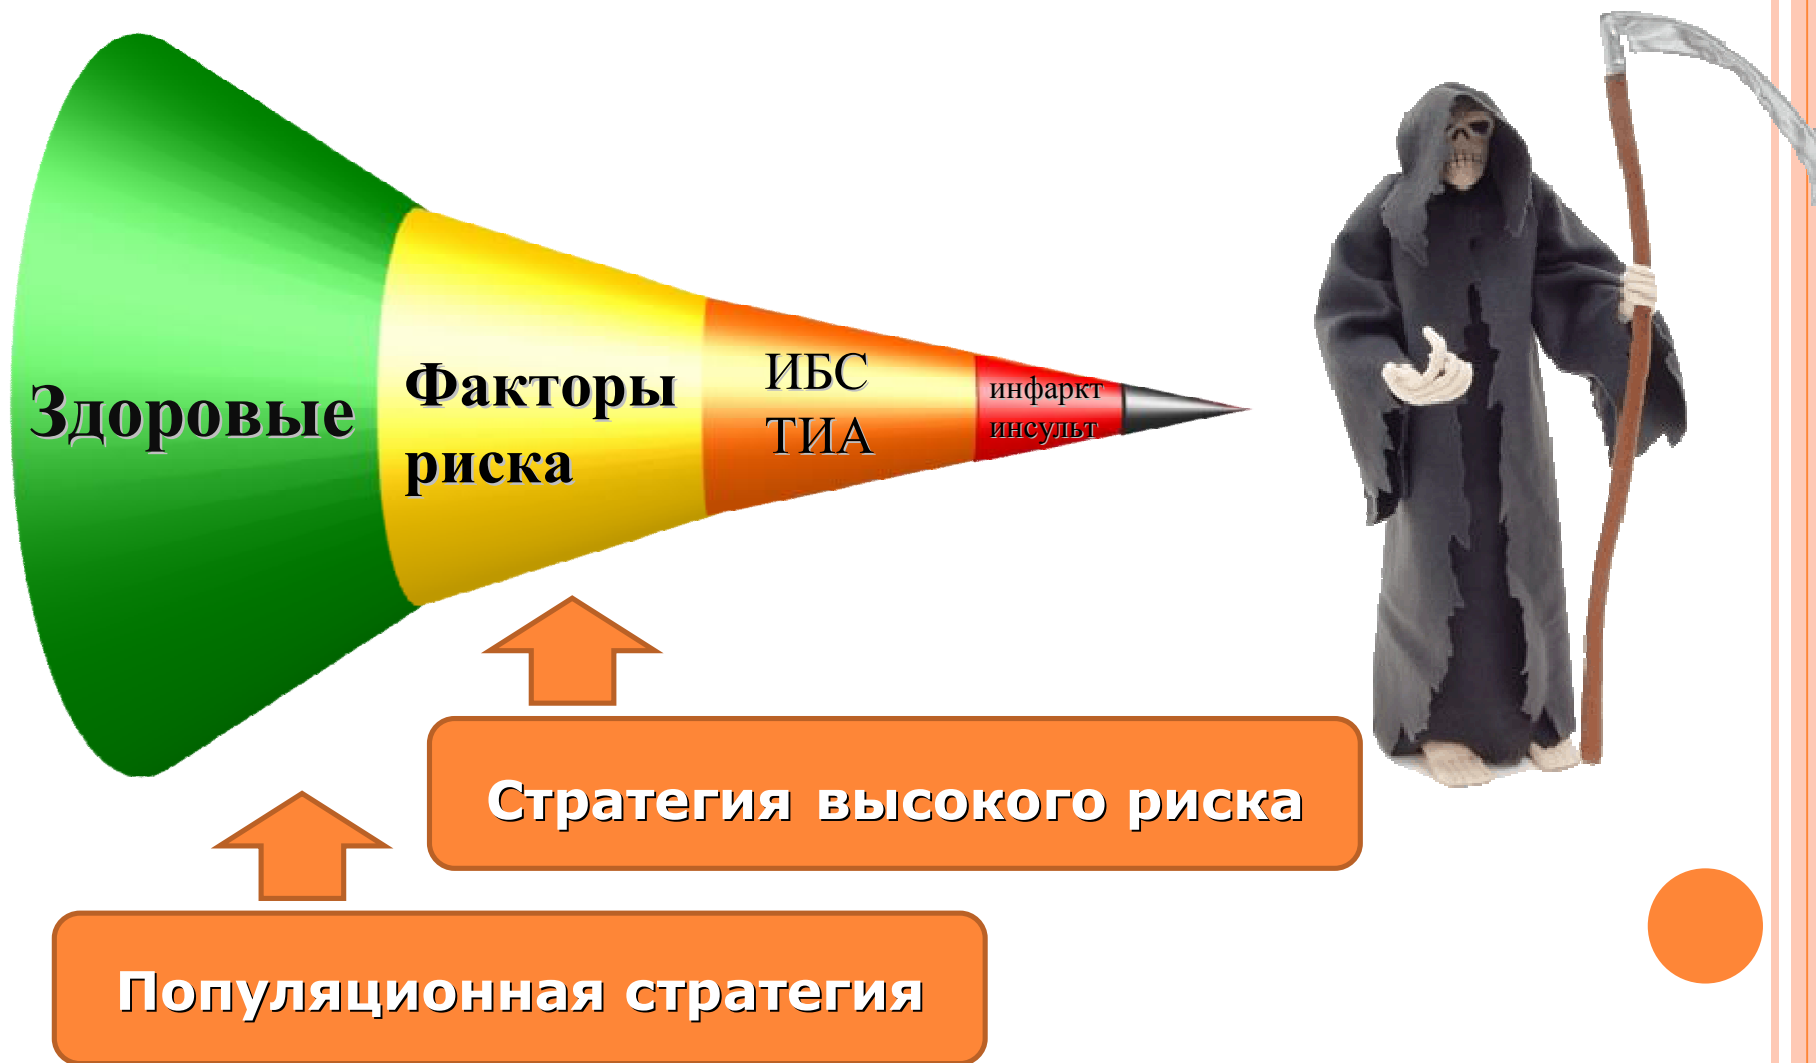 Здоровые
Факторы
риска
ИБС
ТИА
инфаркт
инсульт
Стратегия высокого риска
Популяционная стратегия